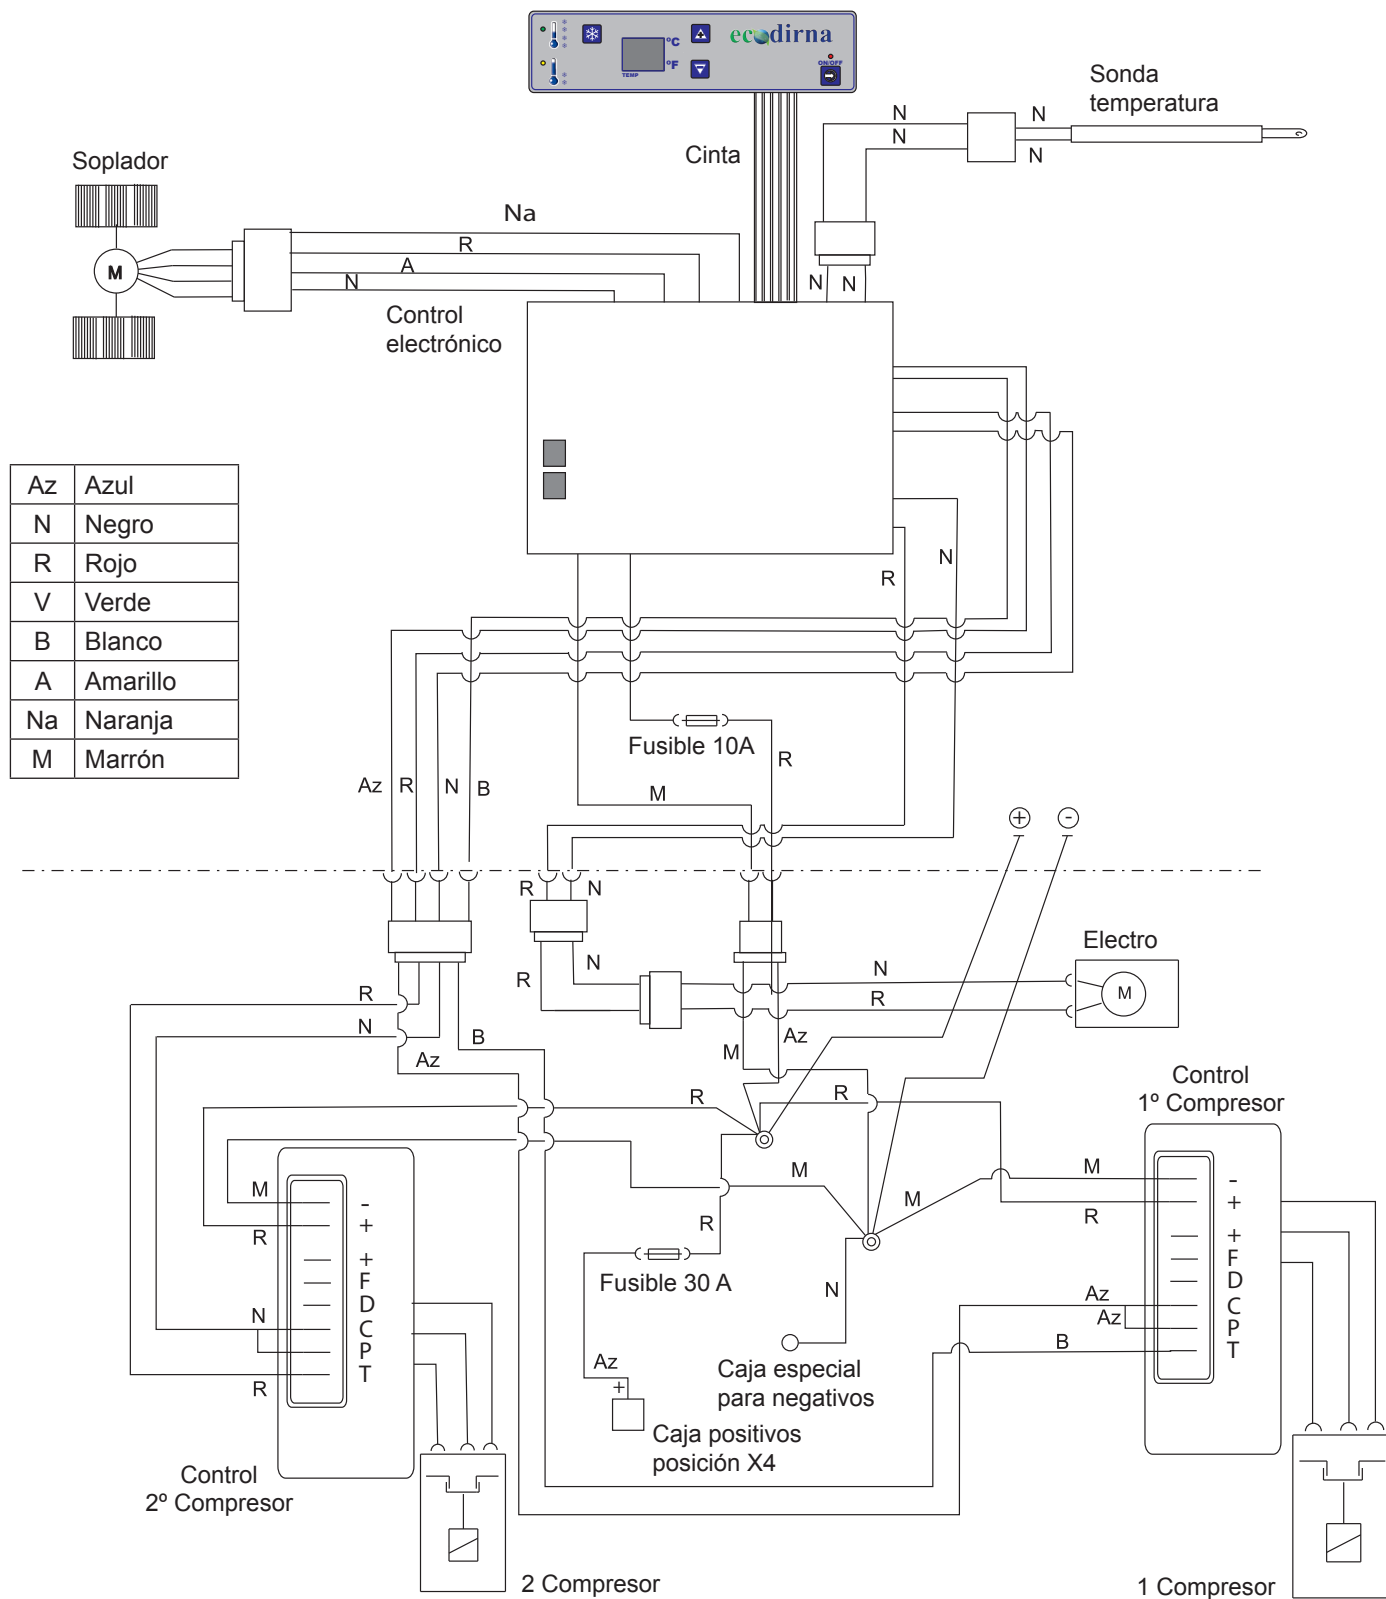 ecodirna
°C
°F
TEMP
ON/OFF
Sonda
temperatura
N
N
N
N
Cinta
Soplador
Na
R
A
N
M
N
N
Control
electrónico
Az Azul
N Negro
R Rojo
V Verde
B Blanco
A Amarillo
Na Naranja
M Marrón
R
N
Fusible 10A
R
Az
R
N
B
M
+
-
R
N
Electro
R
N
N
R
M
R
N
Az
B
M
Az
Control
1º Compresor
R
R
M
M
M
R
-
+
+
F
D
C
P
T
Az
Az
B
M
R
N
R
-
+
+
F
D
C
P
T
R
Fusible 30 A
N
Az
+
Caja especial
para negativos
Caja positivos
posición X4
Control
2º Compresor
2 Compresor
1 Compresor